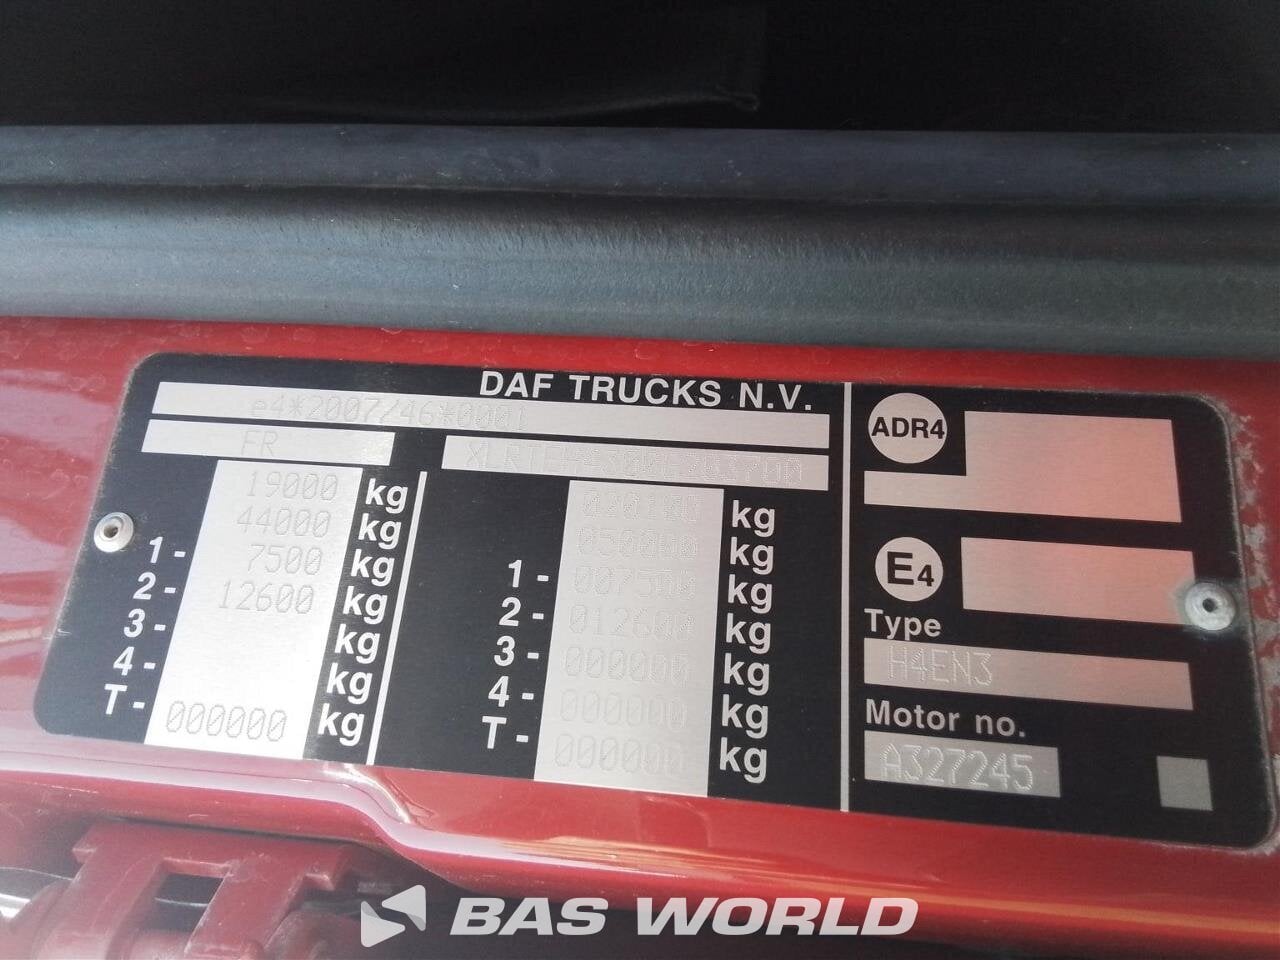 DAF TRUCKS N.V.
e4*2007/46*0001
FR
19000 kg
44000 kg
1- 7500 kg
2- 12600 kg
3- kg
4- kg
T- 000000 kg
kg
058000 kg
1- 007500 kg
2- 012600 kg
3- 000000 kg
4- 000000 kg
T- 000000 kg
ADR4
E4
Type
H4EN3
Motor no.
A327245
BAS WORLD